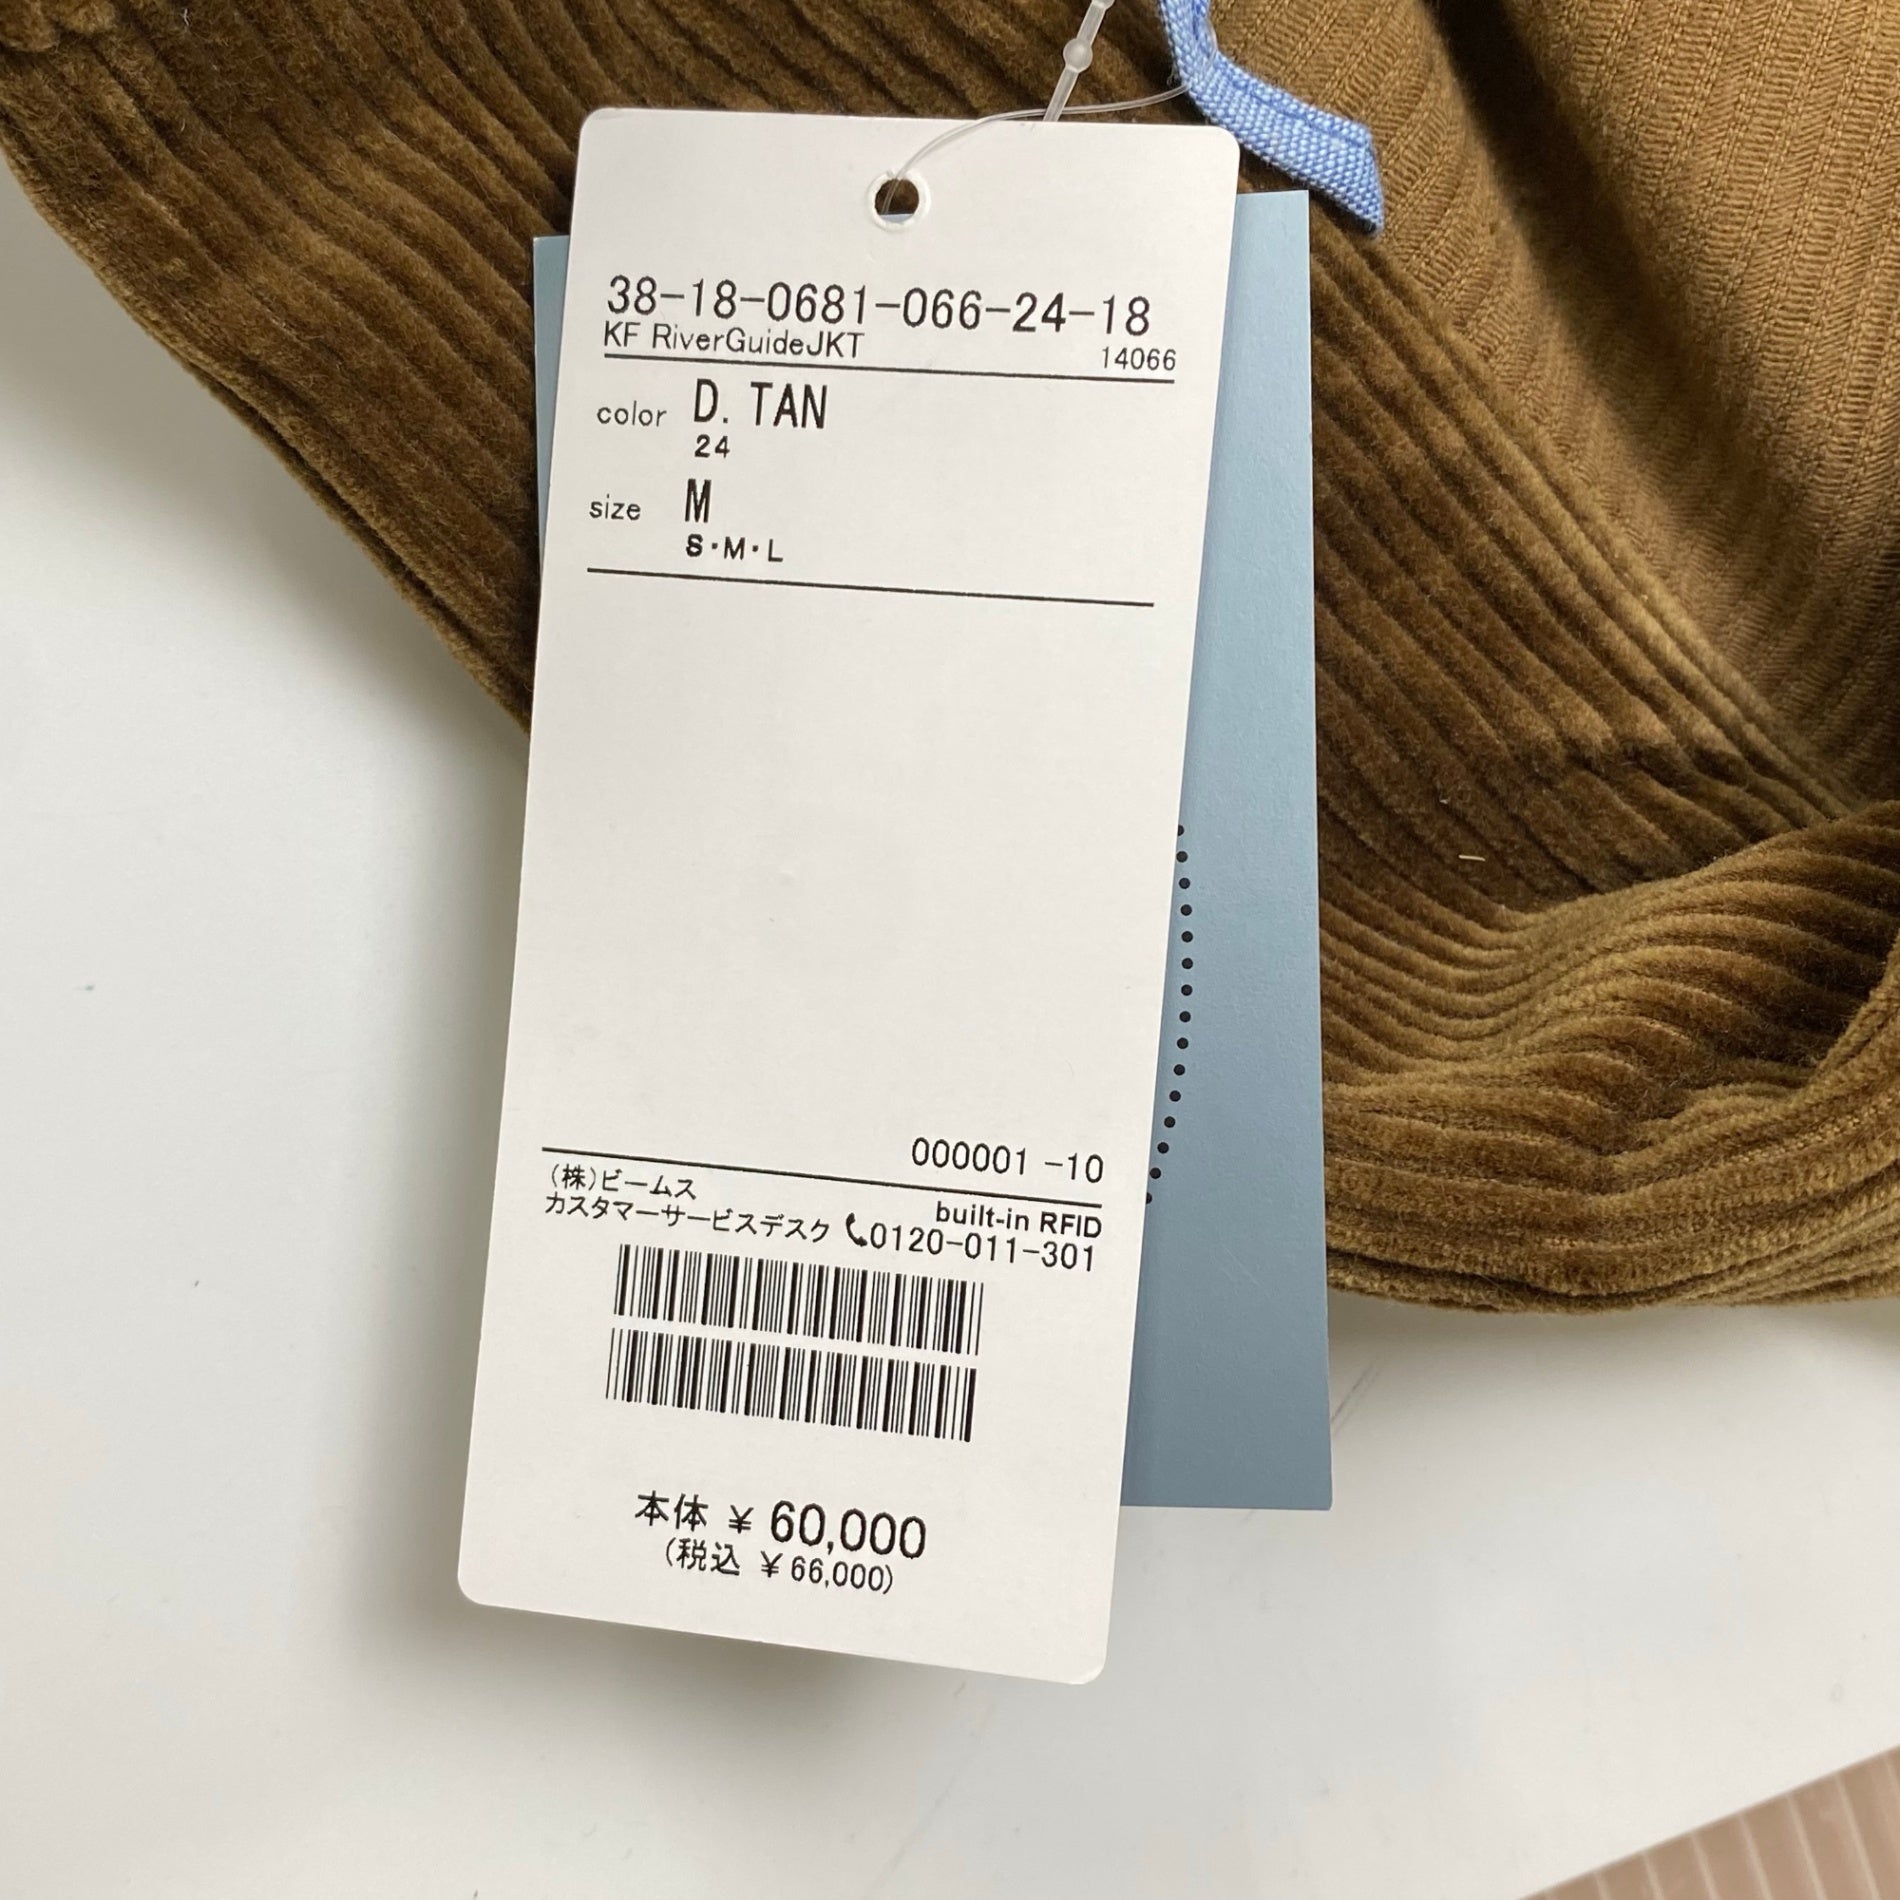 38-18-0681-066-24-18
KF RiverGuideJKT 14066
color D. TAN
24
size M
S・M・L
000001 -10
(株)ビームス built-in RFID
カスタマーサービスデスク 0120-011-301
本体 ¥ 60,000
(税込 ¥66,000)